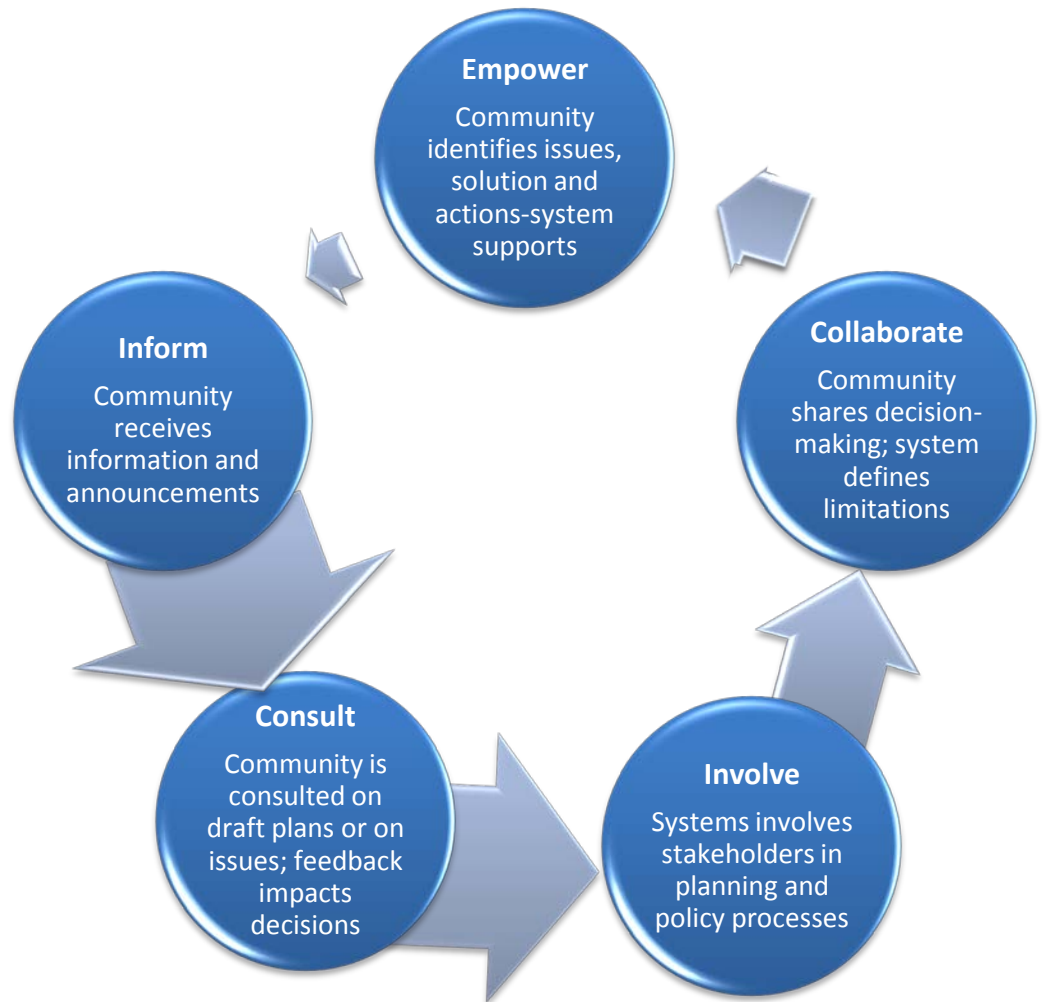 Empower
Community
identifies issues,
solution and
actions-system
supports
Inform
Community
receives
information and
announcements
Consult
Community is
consulted on
draft plans or on
issues; feedback
impacts
decisions
Involve
Systems involves
stakeholders in
planning and
policy processes
Collaborate
Community
shares decision-
making; system
defines
limitations